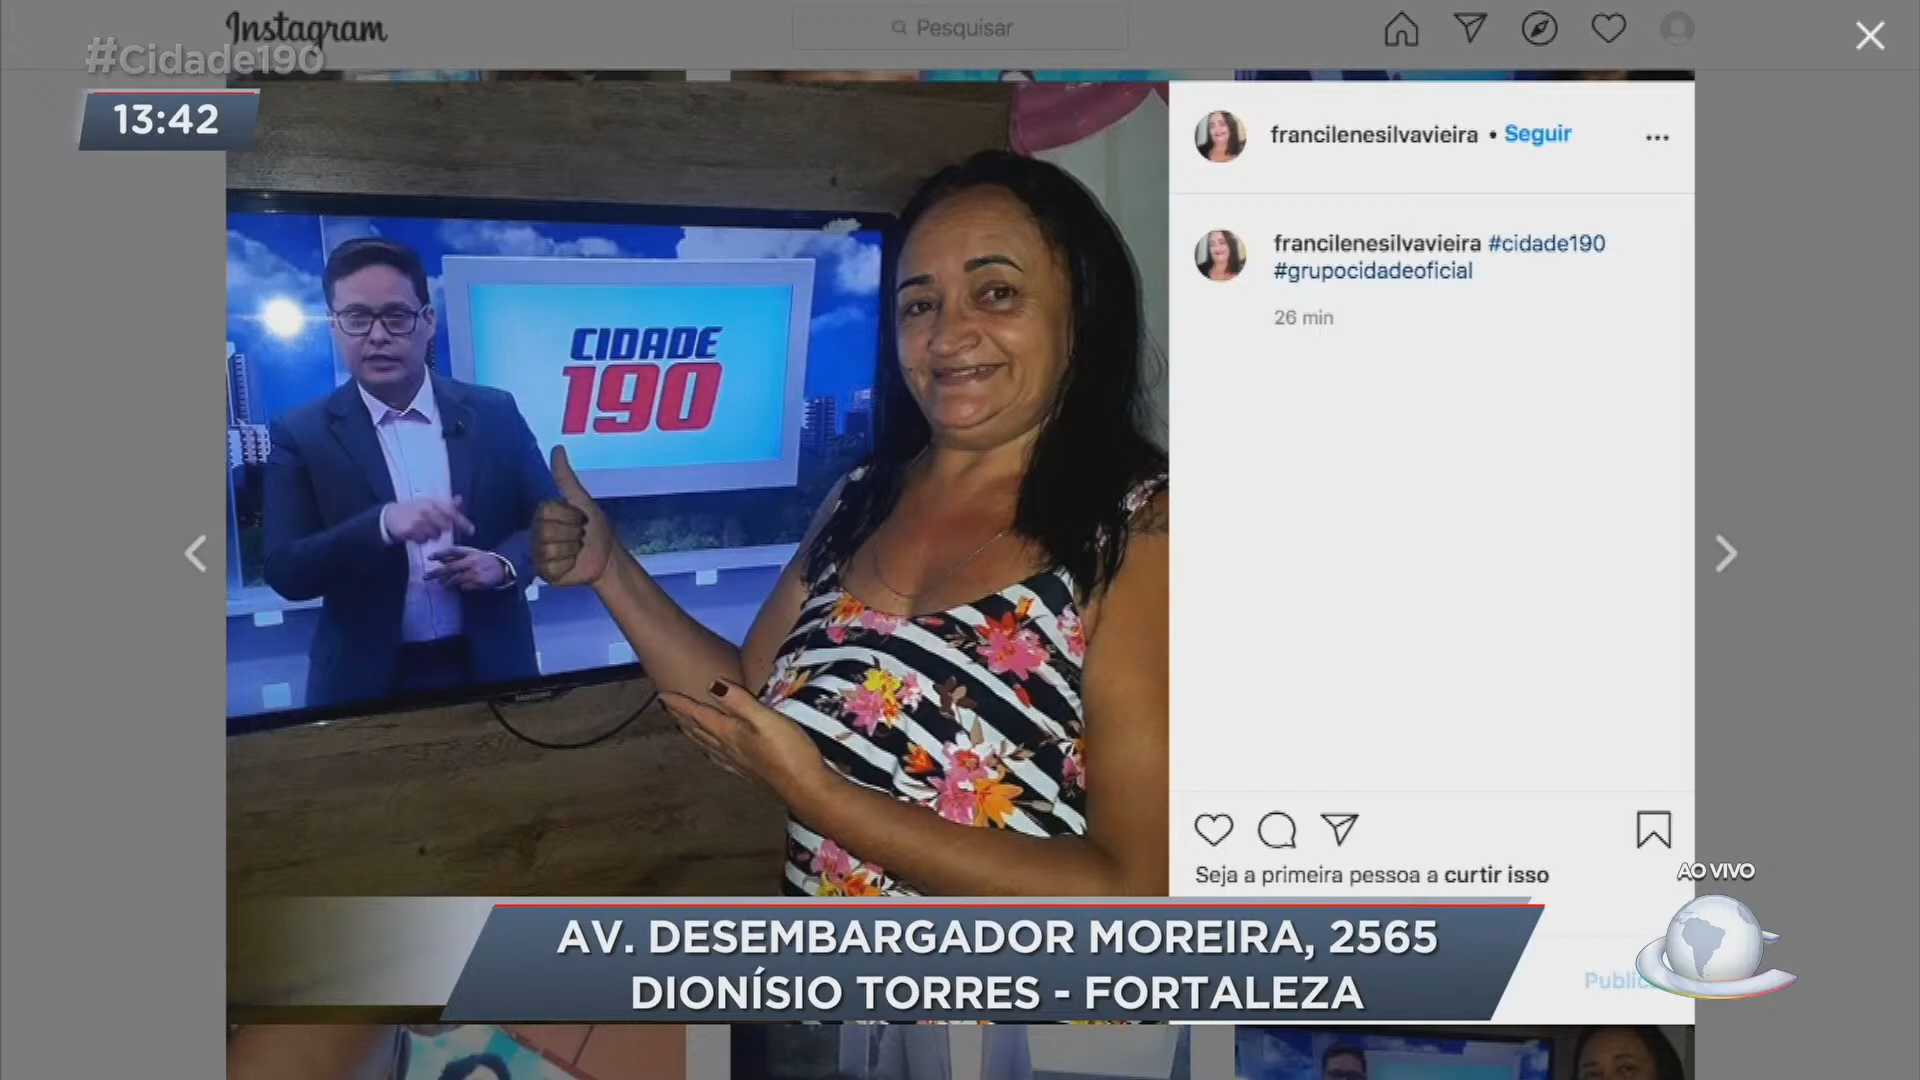 Instagram
Pesquisar
#Cidade190
13:42
francilenesilvavieira • Seguir
francilenesilvavieira #cidade190
#grupocidadeoficial
26 min
CIDADE
190
Seja a primeira pessoa a curtir isso
AO VIVO
AV. DESEMBARGADOR MOREIRA, 2565
DIONÍSIO TORRES - FORTALEZA